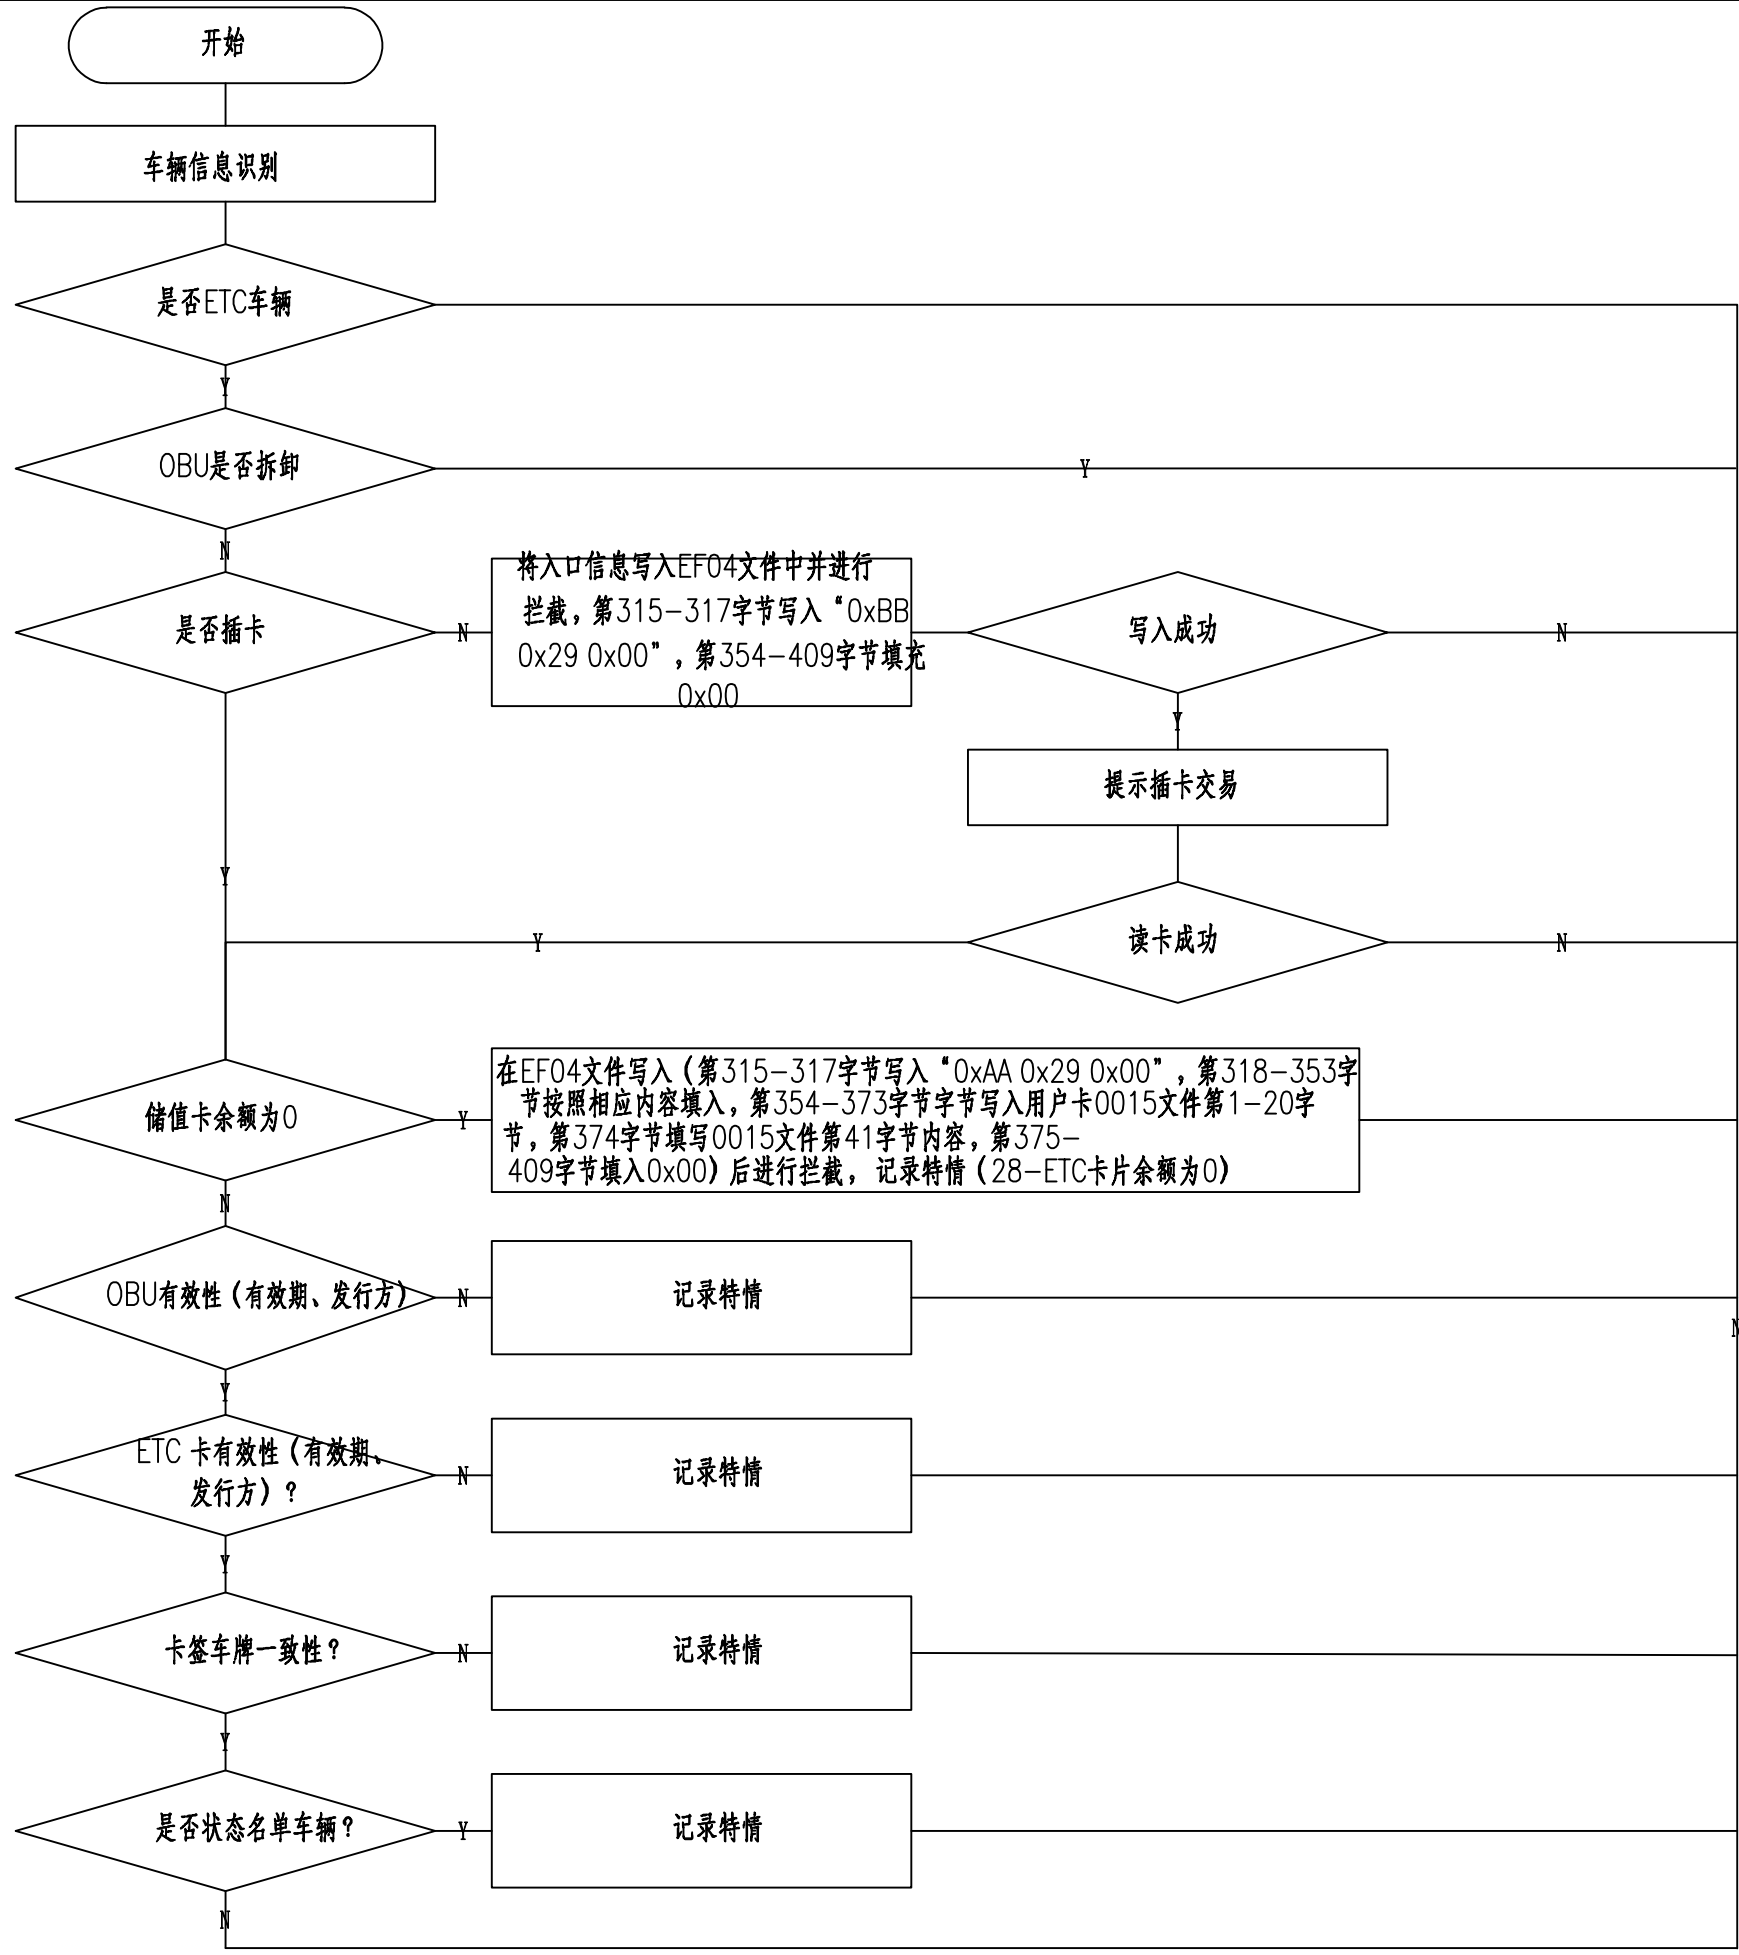 开始
车辆信息识别
是否ETC车辆
Y
OBU是否拆卸
Y
N
是否插卡
N
将入口信息写入EF04文件中并进行
拦截，第315-317字节写入“0xBB
0x29 0x00”，第354-409字节填充
0x00
写入成功
N
Y
提示插卡交易
Y
读卡成功
Y
N
储值卡余额为0
Y
在EF04文件写入（第315-317字节写入“0xAA 0x29 0x00”，第318-353字
节按照相应内容填入，第354-373字节字节写入用户卡0015文件第1-20字
节，第374字节填写0015文件第41字节内容，第375-
409字节填入0x00）后进行拦截，记录特情（28-ETC卡片余额为0）
N
OBU有效性（有效期、发行方）
N
记录特情
N
Y
ETC 卡有效性（有效期、
发行方）？
N
记录特情
Y
卡签车牌一致性？
N
记录特情
Y
是否状态名单车辆？
Y
记录特情
N